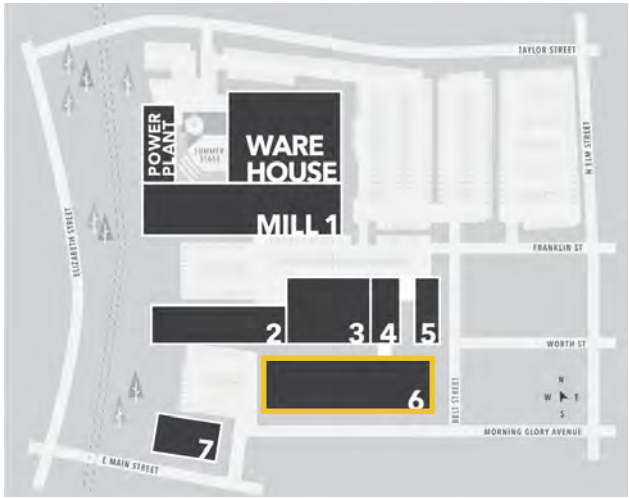 TAYLOR STREET
N ELM STREET
POWER
PLANT
SUMMER
STAGE
WARE
HOUSE
MILL 1
ELIZABETH STREET
FRANKLIN ST
2
3
4
5
WORTH ST
6
BELT STREET
N
W E
S
7
MORNING GLORY AVENUE
E MAIN STREET